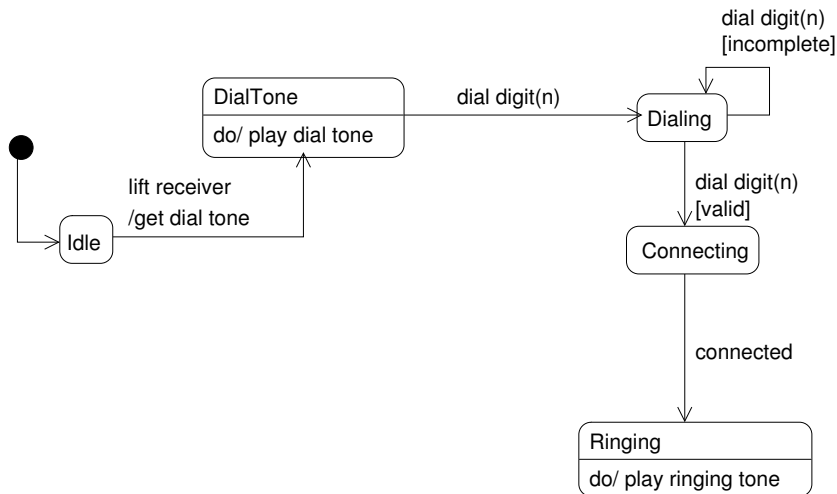 dial digit(n)
[incomplete]
DialTone
do/ play dial tone
dial digit(n)
Dialing
lift receiver
/get dial tone
Idle
dial digit(n)
[valid]
Connecting
connected
Ringing
do/ play ringing tone